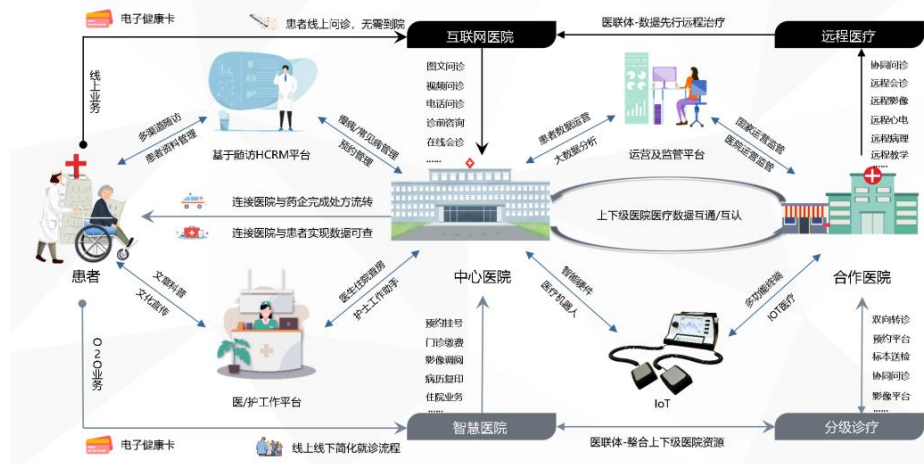 电子健康卡
患者线上问诊，无需到院
互联网医院
医联体-数据先行远程治疗
远程医疗
线上业务
图文问诊
视频问诊
电话问诊
诊前咨询
在线会诊
......
协同问诊
远程会诊
远程影像
远程心电
远程病理
远程教学
......
多渠道随访
患者资料管理
基于励访HCRM平台
慢病/常见病管理
预约管理
患者数据运营
大数据分析
运营及监管平台
国家运营监管
医院运营监管
连接医院与药企完成处方流转
连接医院与患者实现数据可查
上下级医院医疗数据互通/互认
患者
中心医院
合作医院
文章科普
文化宣传
医生住院查房
护士工作助手
智能硬件
医疗机器人
多功能终端
IOT医疗
预约挂号
门诊缴费
影像调阅
病历复印
住院业务
......
双向转诊
预约平台
标本送检
协同问诊
影像平台
......
O2O业务
医/护工作平台
IoT
电子健康卡
线上线下简化就诊流程
智慧医院
医联体-整合上下级医院资源
分级诊疗